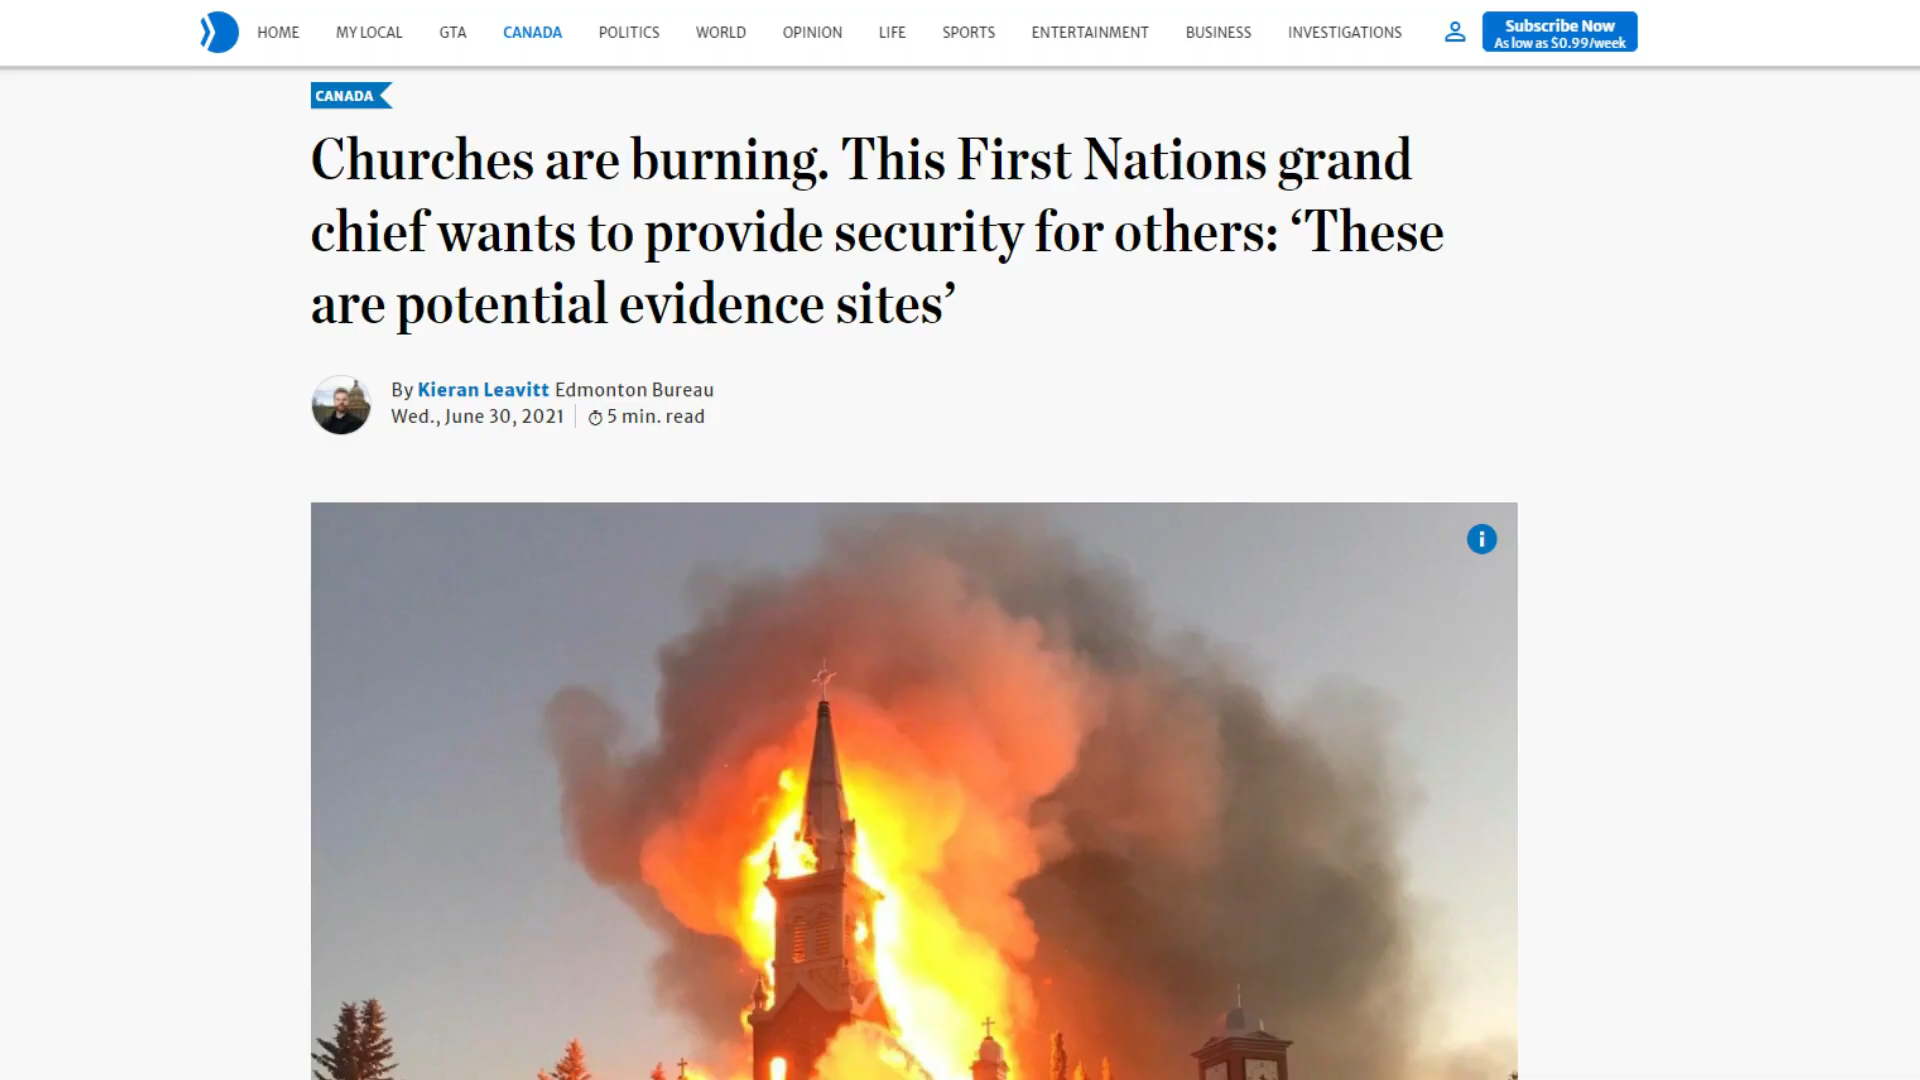 HOME MY LOCAL GTA CANADA POLITICS WORLD OPINION LIFE SPORTS ENTERTAINMENT BUSINESS INVESTIGATIONS
Subscribe Now
As low as $0.99/week
CANADA
Churches are burning. This First Nations grand
chief wants to provide security for others: ‘These
are potential evidence sites’
By Kieran Leavitt Edmonton Bureau
Wed., June 30, 2021 5 min. read
i